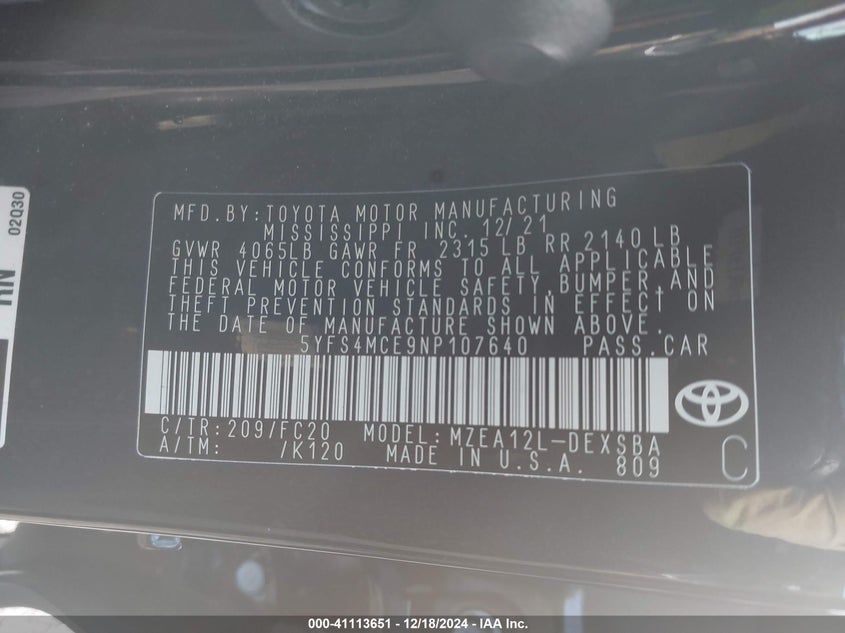 MFD. BY: TOYOTA MOTOR MANUFACTURING
MISSISSIPPI INC. 12/21
GVWR 4065LB GAWR FR 2315 LB RR 2140 LB
THIS VEHICLE CONFORMS TO ALL APPLICABLE
FEDERAL MOTOR VEHICLE SAFETY, BUMPER, AND
THEFT PREVENTION STANDARDS IN EFFECT ON
THE DATE OF MANUFACTURE SHOWN ABOVE.
5YFS4MCE9NP107640 PASS. CAR
C/TR: 209/FC20 MODEL: MZEA12L-DEXSBA
A/TM: /K120 MADE IN U.S.A. 809
C
02Q30
RN
000-41113651 - 12/18/2024 - IAA Inc.